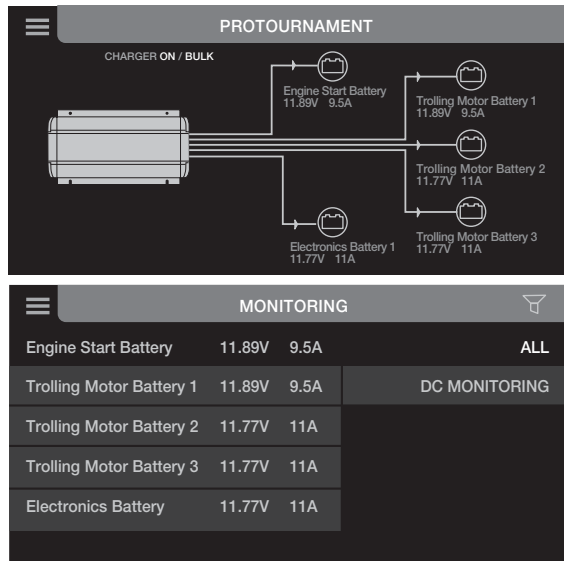 PROTOURNAMENT
CHARGER ON / BULK
Engine Start Battery
11.89V 9.5A
Trolling Motor Battery 1
11.89V 9.5A
Trolling Motor Battery 2
11.77V 11A
Trolling Motor Battery 3
11.77V 11A
Electronics Battery 1
11.77V 11A
MONITORING
Engine Start Battery 11.89V 9.5A ALL
Trolling Motor Battery 1 11.89V 9.5A DC MONITORING
Trolling Motor Battery 2 11.77V 11A
Trolling Motor Battery 3 11.77V 11A
Electronics Battery 11.77V 11A